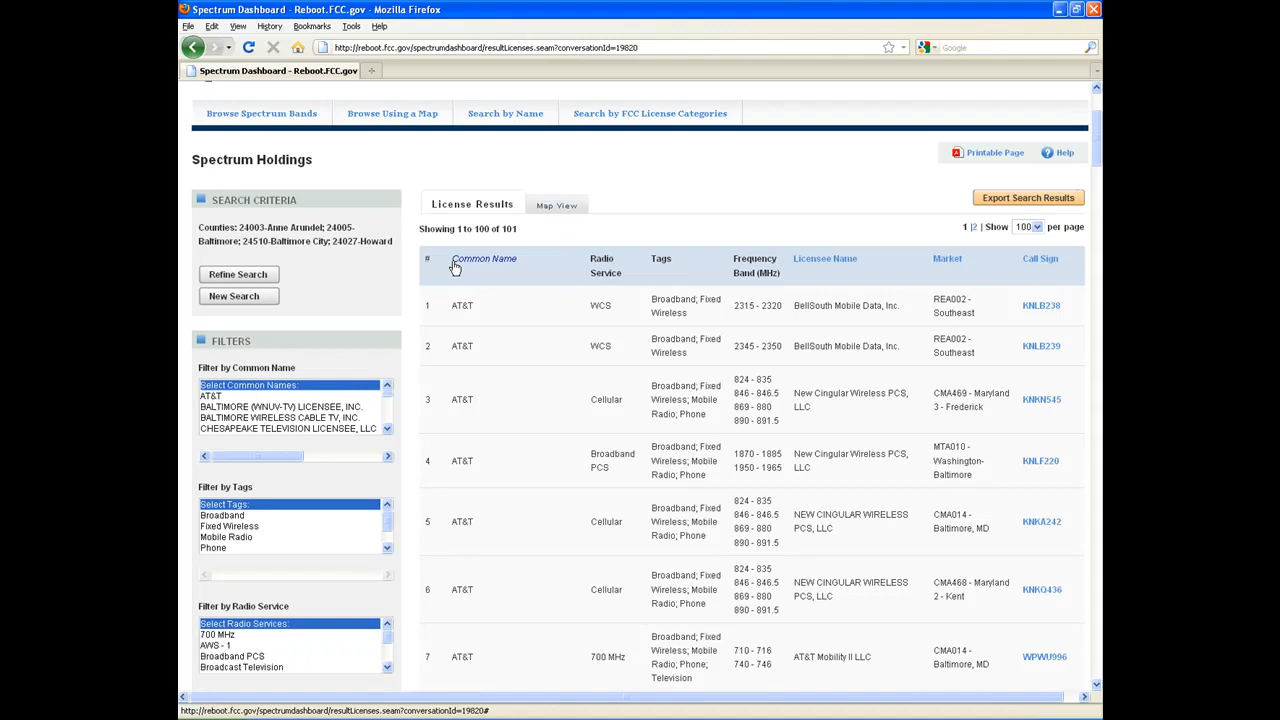 Spectrum Dashboard - Reboot.FCC.gov - Mozilla Firefox
File Edit View History Bookmarks Tools Help
http://reboot.fcc.gov/spectrumdashboard/resultLicenses.seam?conversationId=19820
Google
Spectrum Dashboard - Reboot.FCC.gov
Browse Spectrum Bands
Browse Using a Map
Search by Name
Search by FCC License Categories
Spectrum Holdings
Printable Page
Help
SEARCH CRITERIA
Counties: 24003-Anne Arundel; 24005-
Baltimore; 24510-Baltimore City; 24027-Howard
Refine Search
New Search
FILTERS
Filter by Common Name
Select Common Names:
AT&T
BALTIMORE (WNUV-TV) LICENSEE, INC.
BALTIMORE WIRELESS CABLE TV, INC.
CHESAPEAKE TELEVISION LICENSEE, LLC
Filter by Tags
Select Tags:
Broadband
Fixed Wireless
Mobile Radio
Phone
Filter by Radio Service
Select Radio Services:
700 MHz
AWS - 1
Broadband PCS
Broadcast Television
License Results
Map View
Export Search Results
Showing 1 to 100 of 101
1 |2 | Show 100 per page
# Common Name Radio Tags Frequency Licensee Name Market Call Sign
Service Band (MHz)
1 AT&T WCS Broadband; Fixed 2315 - 2320 BellSouth Mobile Data, Inc. REA002 - KNLB238
Wireless Southeast
2 AT&T WCS Broadband; Fixed 2345 - 2350 BellSouth Mobile Data, Inc. REA002 - KNLB239
Wireless Southeast
824 - 835
3 AT&T Cellular Broadband; Fixed 846 - 846.5 New Cingular Wireless PCS, CMA469 - Maryland KNKN545
Wireless; Mobile 869 - 880 LLC 3 - Frederick
Radio; Phone 890 - 891.5
4 AT&T Broadband Broadband; Fixed 1870 - 1885 New Cingular Wireless PCS, MTA010 - KNLF220
PCS Wireless; Mobile 1950 - 1965 LLC Washington-
Radio; Phone Baltimore
824 - 835
5 AT&T Cellular Broadband; Fixed 846 - 846.5 NEW CINGULAR WIRELESS CMA014 - KNKA242
Wireless; Mobile 869 - 880 PCS, LLC Baltimore, MD
Radio; Phone 890 - 891.5
824 - 835
6 AT&T Cellular Broadband; Fixed 846 - 846.5 NEW CINGULAR WIRELESS CMA468 - Maryland KNKQ436
Wireless; Mobile 869 - 880 PCS, LLC 2 - Kent
Radio; Phone 890 - 891.5
7 AT&T 700 MHz Broadband; Fixed 710 - 716 AT&T Mobility II LLC CMA014 - WPWU996
Wireless; Mobile 740 - 746 Baltimore, MD
Radio; Phone;
Television
http://reboot.fcc.gov/spectrumdashboard/resultLicenses.seam?conversationId=19820#